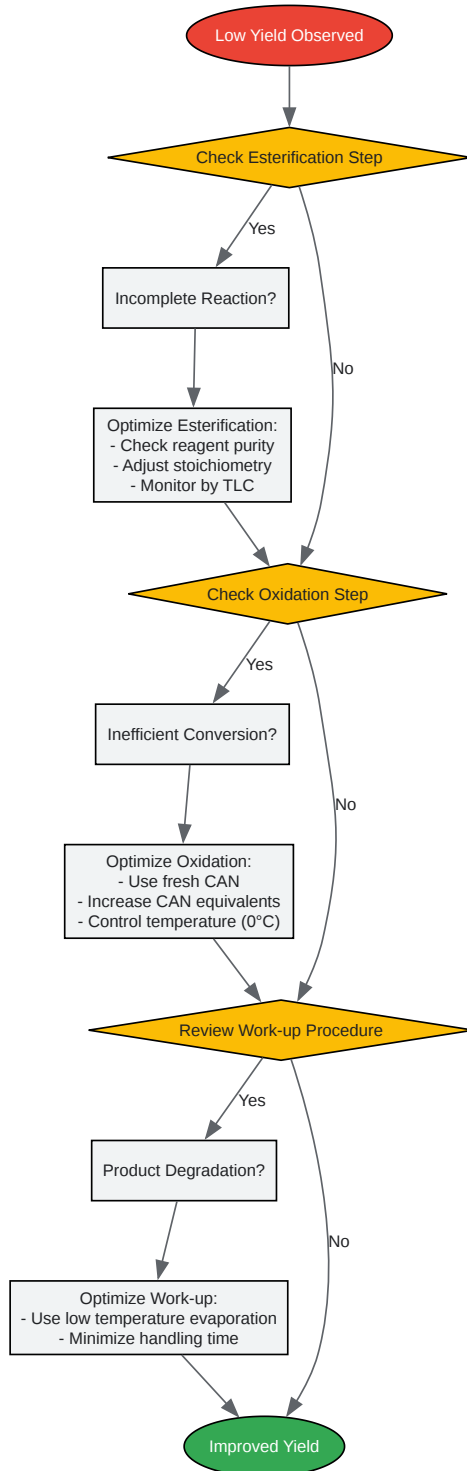 Low Yield Observed
Check Esterification Step
Yes
Incomplete Reaction?
No
Optimize Esterification:
- Check reagent purity
- Adjust stoichiometry
- Monitor by TLC
Check Oxidation Step
Yes
Inefficient Conversion?
No
Optimize Oxidation:
- Use fresh CAN
- Increase CAN equivalents
- Control temperature (0°C)
Review Work-up Procedure
Yes
Product Degradation?
No
Optimize Work-up:
- Use low temperature evaporation
- Minimize handling time
Improved Yield